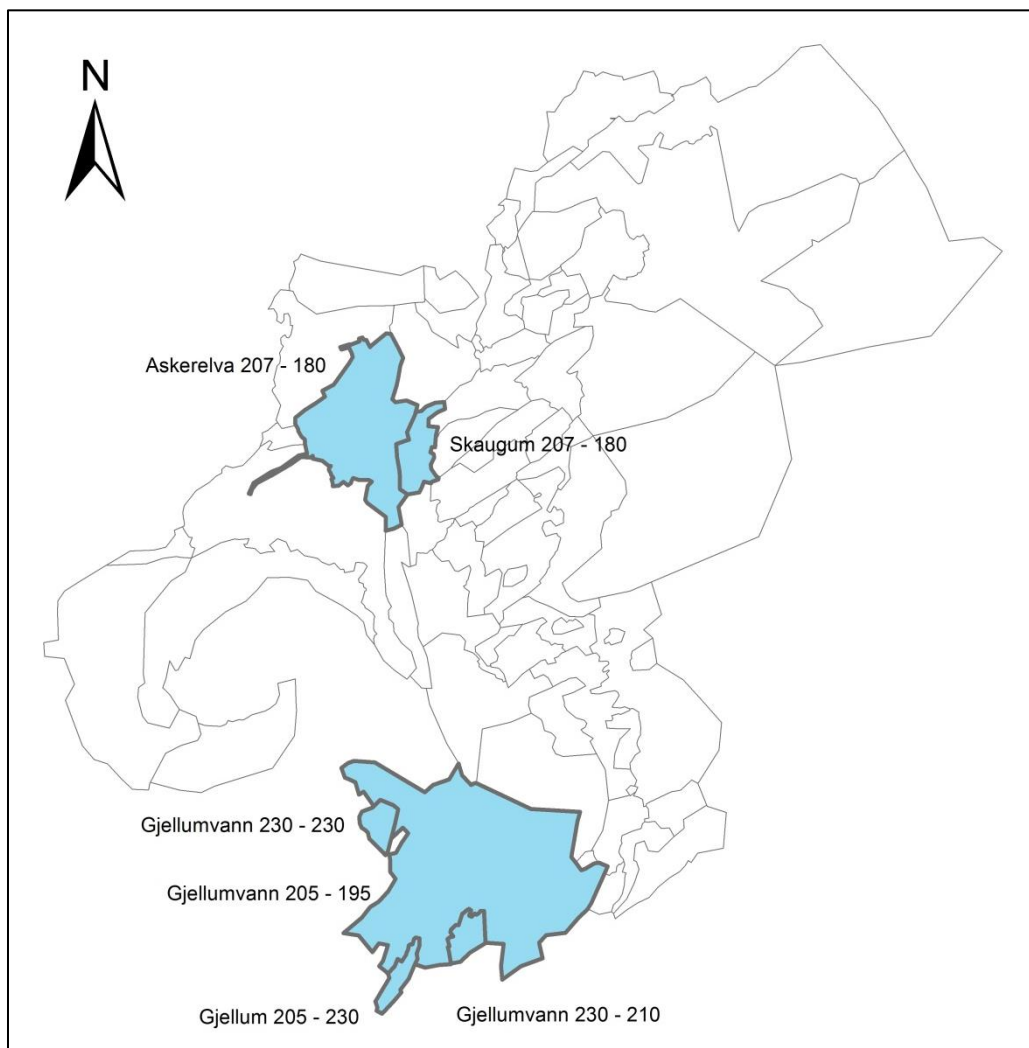 N
Askerelva 207 - 180
Skaugum 207 - 180
Gjellumvann 230 - 230
Gjellumvann 205 - 195
Gjellum 205 - 230
Gjellumvann 230 - 210